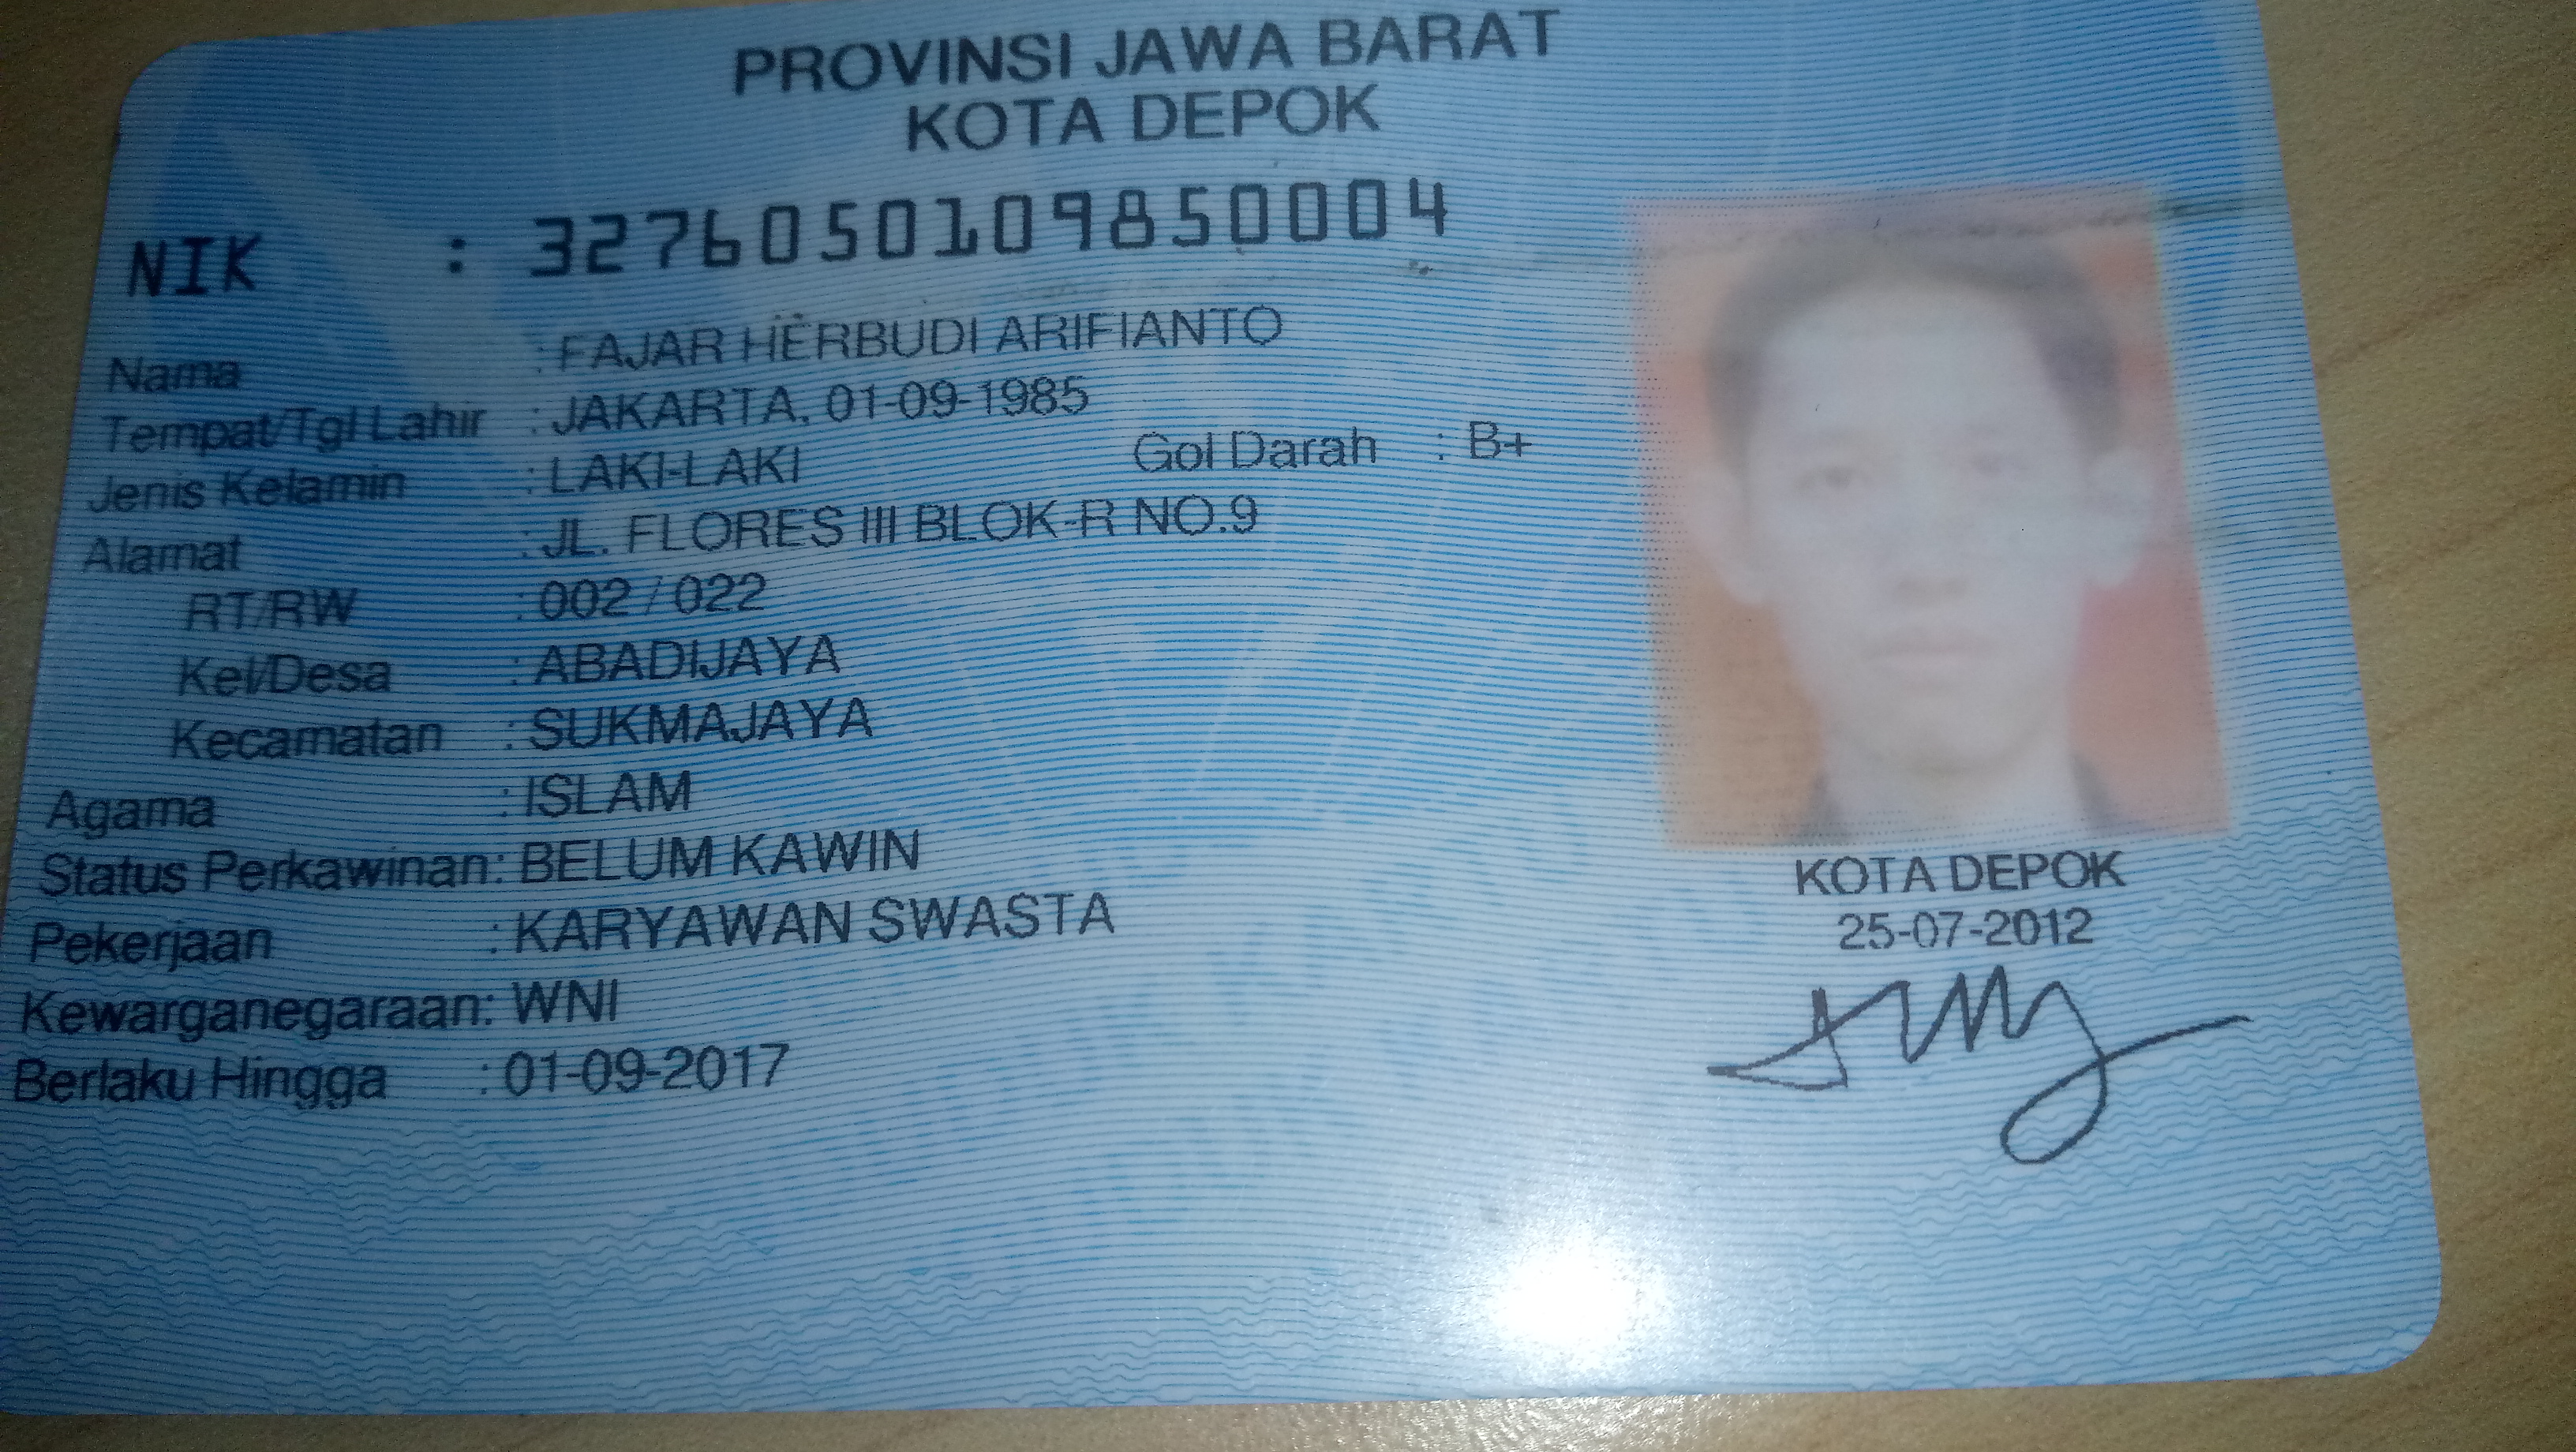 PROVINSI JAWA BARAT
KOTA DEPOK
NIK : 3276050109850004
Nama : FAJAR HERBUDI ARIFIANTO
Tempat/Tgl Lahir : JAKARTA, 01-09-1985
Jenis Kelamin : LAKI-LAKI Gol Darah : B+
Alamat : JL. FLORES III BLOK-R NO.9
RT/RW : 002 / 022
Kel/Desa : ABADIJAYA
Kecamatan : SUKMAJAYA
Agama : ISLAM
Status Perkawinan: BELUM KAWIN
Pekerjaan : KARYAWAN SWASTA
Kewarganegaraan: WNI
Berlaku Hingga : 01-09-2017
KOTA DEPOK
25-07-2012